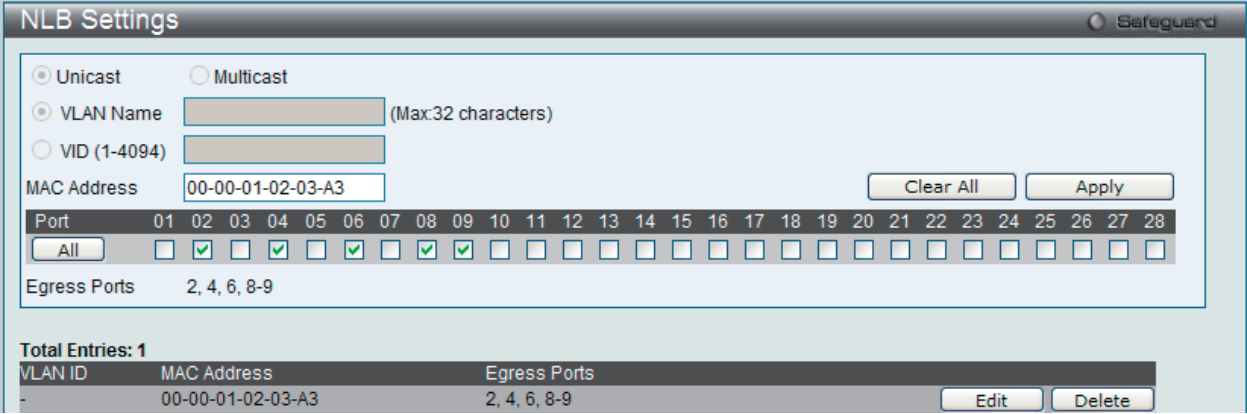 NLB Settings Safeguard
Unicast Multicast
VLAN Name (Max:32 characters)
VID (1-4094)
MAC Address 00-00-01-02-03-A3 Clear All Apply
Port 01 02 03 04 05 06 07 08 09 10 11 12 13 14 15 16 17 18 19 20 21 22 23 24 25 26 27 28
All
Egress Ports 2, 4, 6, 8-9
Total Entries: 1
VLAN ID MAC Address Egress Ports
- 00-00-01-02-03-A3 2, 4, 6, 8-9 Edit Delete